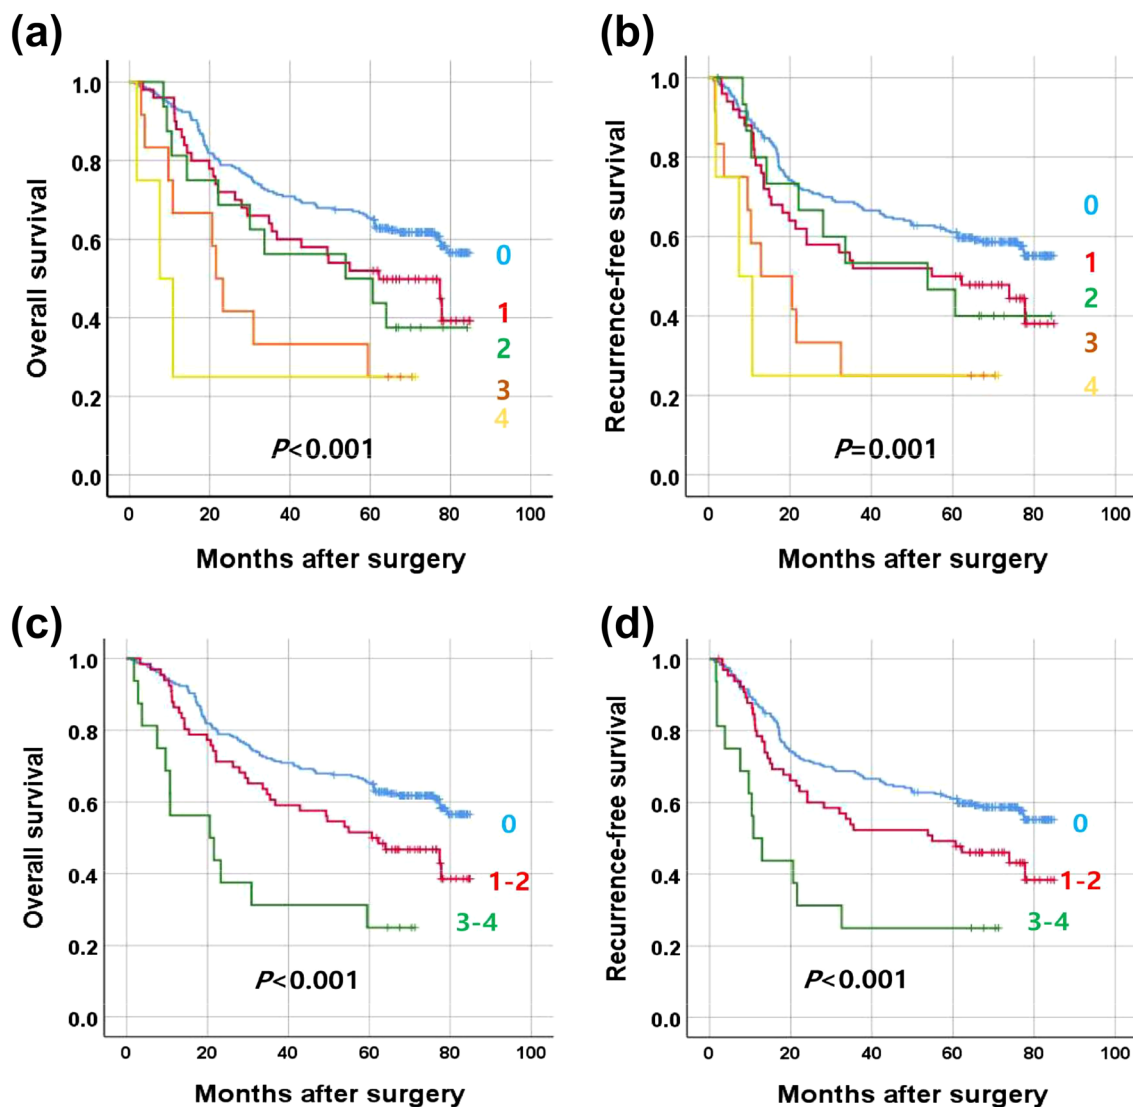 (a)
Overall survival
1.0
0.8
0.6
0.4
0.2
0.0
0
1
2
3
4
P<0.001
0 20 40 60 80 100
Months after surgery
(b)
Recurrence-free survival
1.0
0.8
0.6
0.4
0.2
0.0
0
1
2
3
4
P=0.001
0 20 40 60 80 100
Months after surgery
(c)
Overall survival
1.0
0.8
0.6
0.4
0.2
0.0
0
1-2
3-4
P<0.001
0 20 40 60 80 100
Months after surgery
(d)
Recurrence-free survival
1.0
0.8
0.6
0.4
0.2
0.0
0
1-2
3-4
P<0.001
0 20 40 60 80 100
Months after surgery